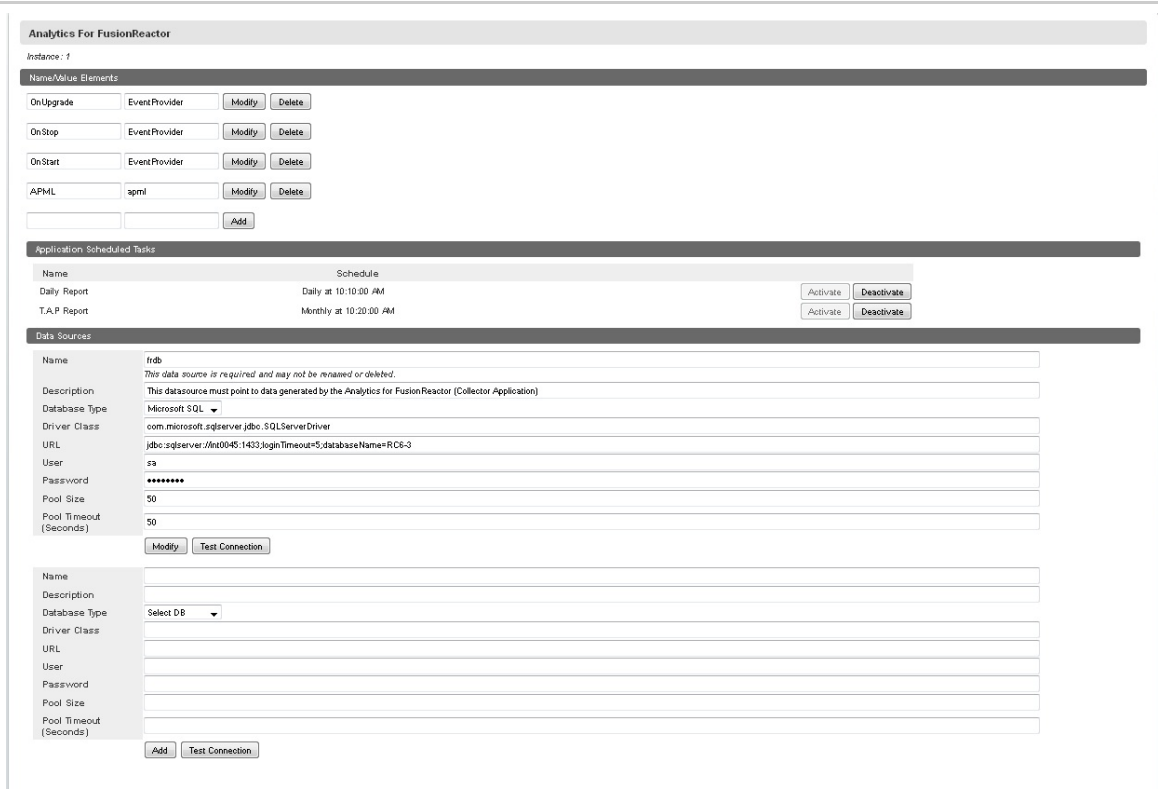 Analytics For FusionReactor
Instance : 1
Name/Value Elements
OnUpgrade EventProvider Modify Delete
OnStop EventProvider Modify Delete
OnStart EventProvider Modify Delete
APML apml Modify Delete
Add
Application Scheduled Tasks
Name Schedule
Daily Report Daily at 10:10:00 AM Activate Deactivate
T.A.P Report Monthly at 10:20:00 AM Activate Deactivate
Data Sources
Name frdb
This data source is required and may not be renamed or deleted.
Description This datasource must point to data generated by the Analytics for FusionReactor (Collector Application)
Database Type Microsoft SQL
Driver Class com.microsoft.sqlserver.jdbc.SQLServerDriver
URL jdbc:sqlserver://int0045:1433;loginTimeout=5;databaseName=RC6-3
User sa
Password ••••••••
Pool Size 50
Pool Timeout
(Seconds) 50
Modify Test Connection
Name
Description
Database Type Select DB
Driver Class
URL
User
Password
Pool Size
Pool Timeout
(Seconds)
Add Test Connection